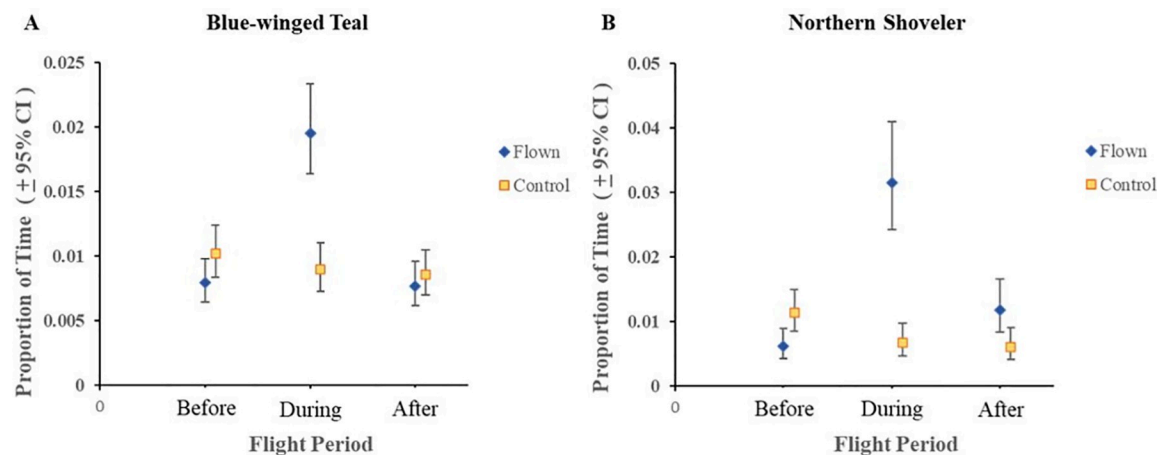 A
Blue-winged Teal
Proportion of Time (±95% CI)
0.025
0.02
0.015
0.01
0.005
0
0
Before
During
After
Flight Period
Flown
Control
B
Northern Shoveler
Proportion of Time (±95% CI)
0.05
0.04
0.03
0.02
0.01
0
0
Before
During
After
Flight Period
Flown
Control